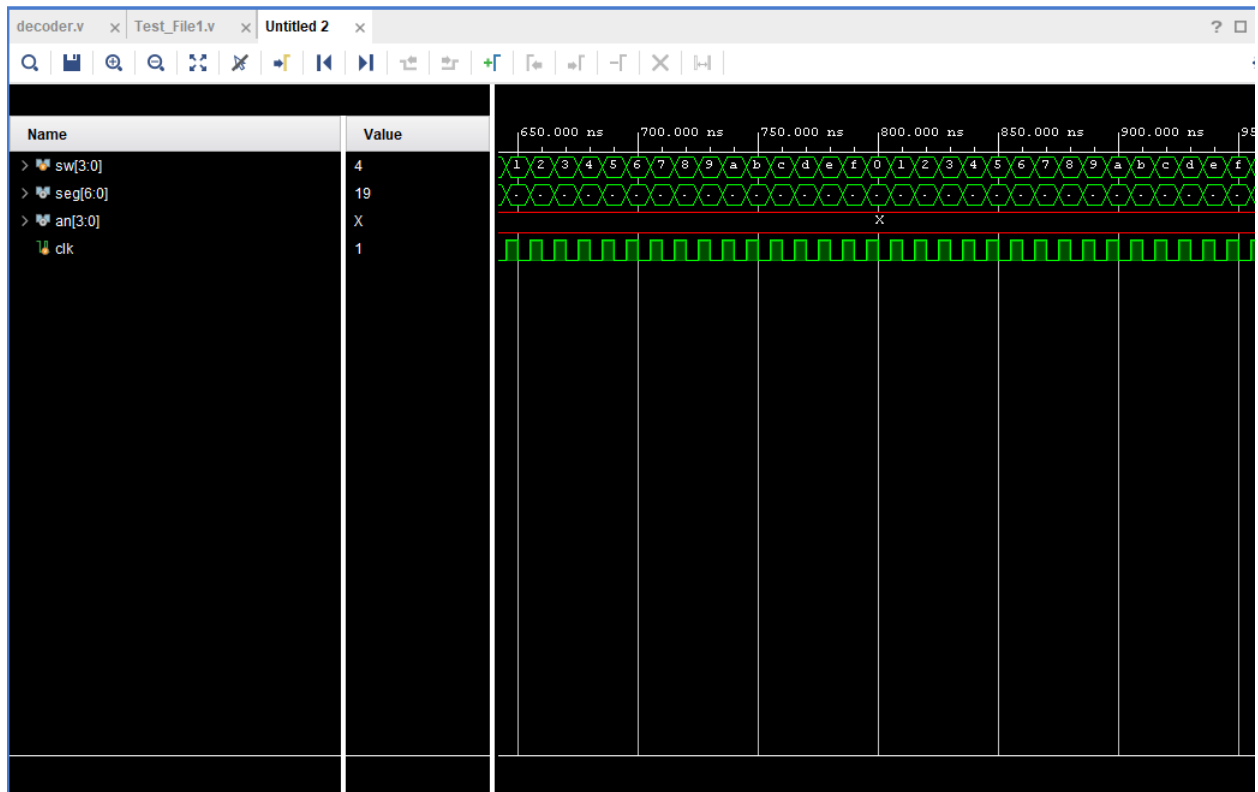 decoder.v × Test_File1.v × Untitled 2 × ?
Name Value 650.000 ns 700.000 ns 750.000 ns 800.000 ns 850.000 ns 900.000 ns 95
> sw[3:0] 4 1 2 3 4 5 6 7 8 9 a b c d e f 0 1 2 3 4 5 6 7 8 9 a b c d e f
> seg[6:0] 19
> an[3:0] X X
clk 1